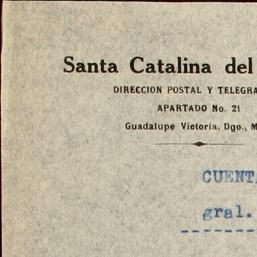 Santa Catalina del
DIRECCION POSTAL Y TELEGRA
APARTADO No. 21
Guadalupe Victoria, Dgo., M
CUENT
gral.